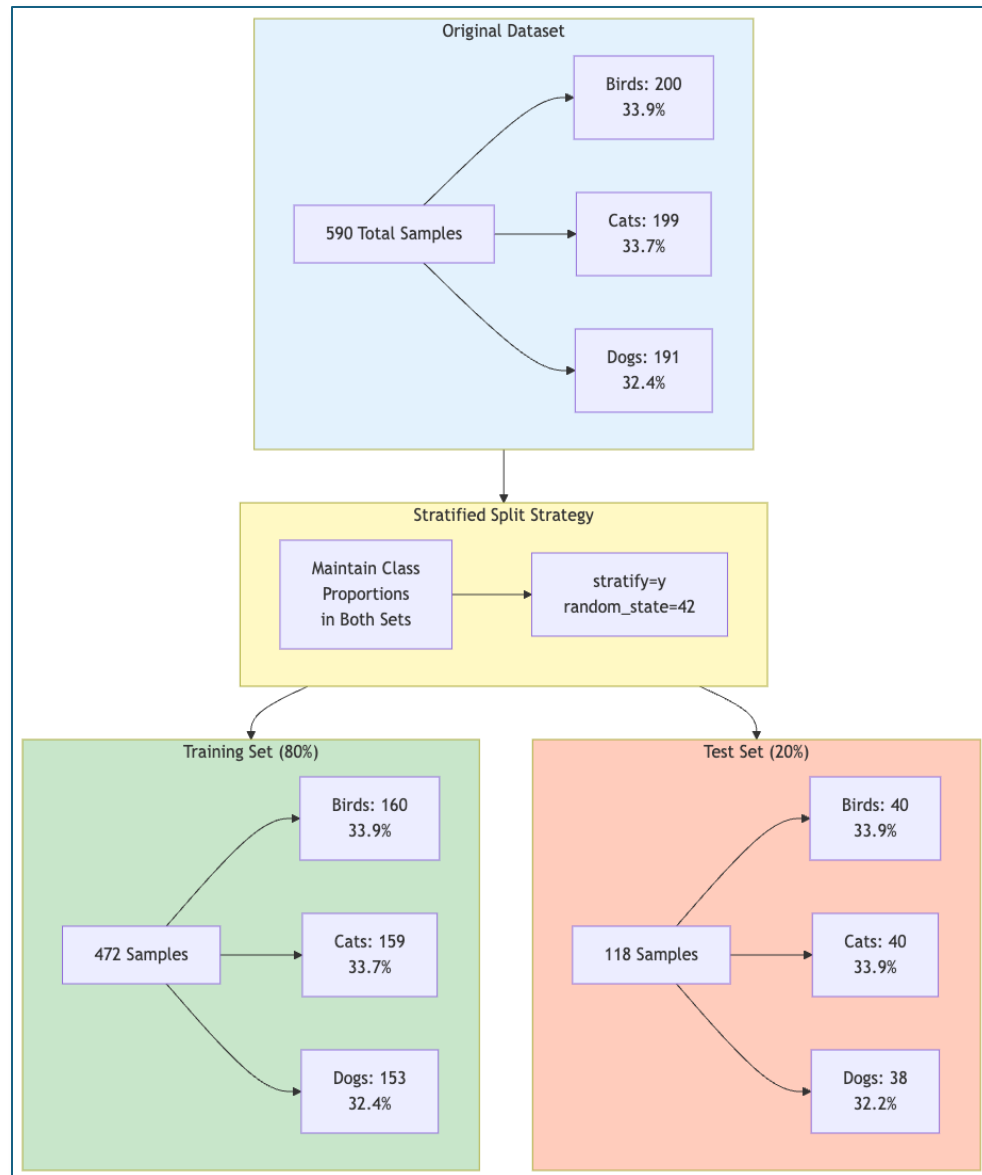 Original Dataset
590 Total Samples
Birds: 200
33.9%
Cats: 199
33.7%
Dogs: 191
32.4%
Stratified Split Strategy
Maintain Class
Proportions
in Both Sets
stratify=y
random_state=42
Training Set (80%)
472 Samples
Birds: 160
33.9%
Cats: 159
33.7%
Dogs: 153
32.4%
Test Set (20%)
118 Samples
Birds: 40
33.9%
Cats: 40
33.9%
Dogs: 38
32.2%